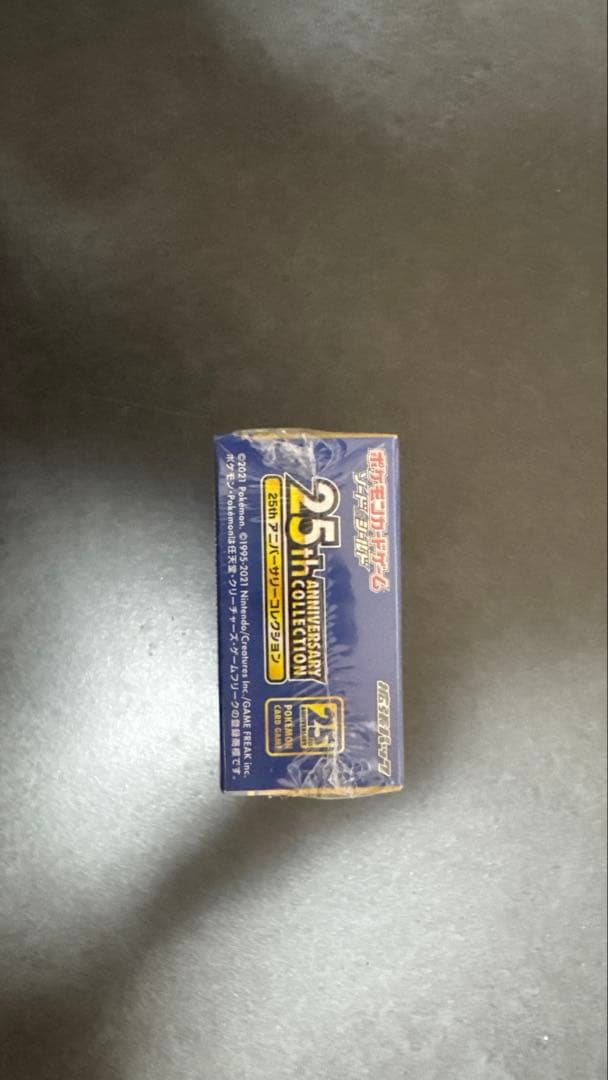 ポケモンカードゲーム
ソード&シールド
拡張パック
25th
ANNIVERSARY
COLLECTION
25th アニバーサリーコレクション
25
POKÉMON
CARD GAME
©2021 Pokémon. ©1995-2021 Nintendo/Creatures Inc./GAME FREAK inc.
ポケモン・Pokémonは任天堂・クリーチャーズ・ゲームフリークの登録商標です。